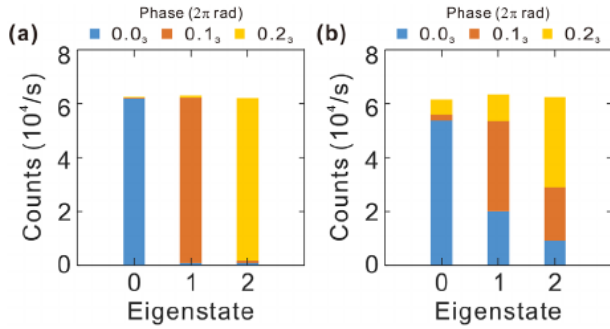 Phase (2π rad)
(a) 0.0₃ 0.1₃ 0.2₃
8
6
4
2
0
Counts (10⁴/s)
0 1 2
Eigenstate
Phase (2π rad)
(b) 0.0₃ 0.1₃ 0.2₃
8
6
4
2
0
Counts (10⁴/s)
0 1 2
Eigenstate